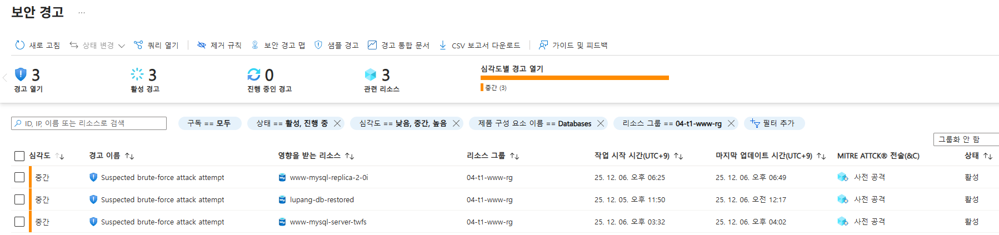 보안 경고 ...
새로 고침 상태 변경 쿼리 열기 제거 규칙 보안 경고 맵 샘플 경고 경고 통합 문서 CSV 보고서 다운로드 가이드 및 피드백
3 3 0 3
경고 열기 활성 경고 진행 중인 경고 관련 리소스
심각도별 경고 열기
중간 (3)
ID, IP, 이름 또는 리소스로 검색 구독 == 모두 상태 == 활성, 진행 중 심각도 == 낮음, 중간, 높음 제품 구성 요소 이름 == Databases 리소스 그룹 == 04-t1-www-rg 필터 추가
그룹화 안 함
심각도 경고 이름 영향을 받는 리소스 리소스 그룹 작업 시작 시간(UTC+9) 마지막 업데이트 시간(UTC+9) MITRE ATTCK® 전술(&C) 상태
중간 Suspected brute-force attack attempt www-mysql-replica-2-0i 04-t1-www-rg 25. 12. 06. 오후 06:25 25. 12. 06. 오후 06:49 사전 공격 활성
중간 Suspected brute-force attack attempt lupang-db-restored 04-t1-www-rg 25. 12. 05. 오후 11:50 25. 12. 06. 오전 12:17 사전 공격 활성
중간 Suspected brute-force attack attempt www-mysql-server-twfs 04-t1-www-rg 25. 12. 06. 오후 03:32 25. 12. 06. 오후 04:02 사전 공격 활성